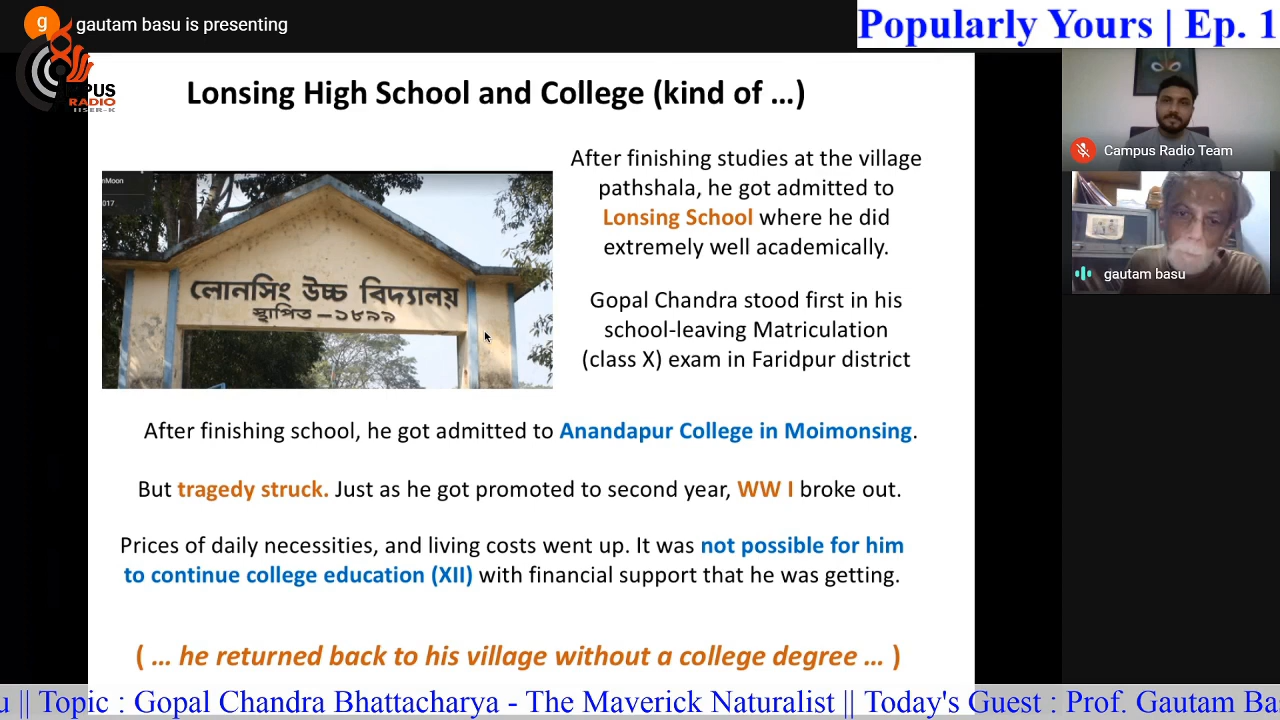 g
gautam basu is presenting
Popularly Yours | Ep. 1
MPUS
RADIO
IISER-K
Lonsing High School and College (kind of …)
nMoon
2017
লোনসিং উচ্চ বিদ্যালয়
স্থাপিত – ১৮৯৯
After finishing studies at the village
pathshala, he got admitted to
Lonsing School where he did
extremely well academically.
Gopal Chandra stood first in his
school-leaving Matriculation
(class X) exam in Faridpur district
After finishing school, he got admitted to Anandapur College in Moimonsing.
But tragedy struck. Just as he got promoted to second year, WW I broke out.
Prices of daily necessities, and living costs went up. It was not possible for him
to continue college education (XII) with financial support that he was getting.
( … he returned back to his village without a college degree … )
Campus Radio Team
gautam basu
u || Topic : Gopal Chandra Bhattacharya - The Maverick Naturalist || Today's Guest : Prof. Gautam Ba